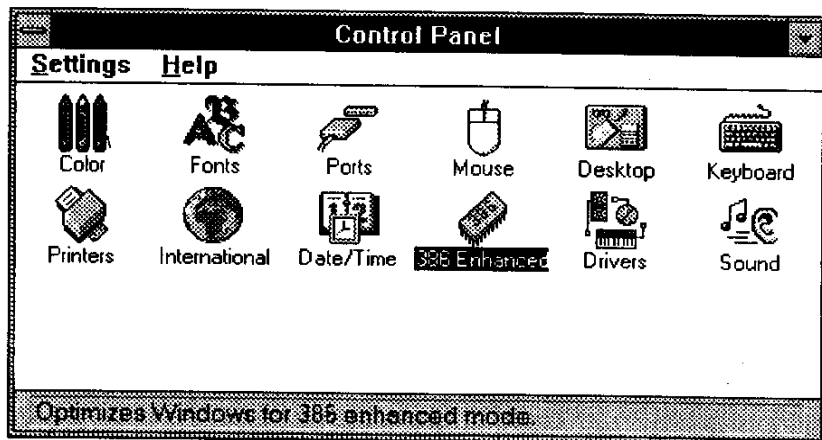 Control Panel
Settings Help
Color Fonts Ports Mouse Desktop Keyboard
Printers International Date/Time 386 Enhanced Drivers Sound
Optimizes Windows for 386 enhanced mode.